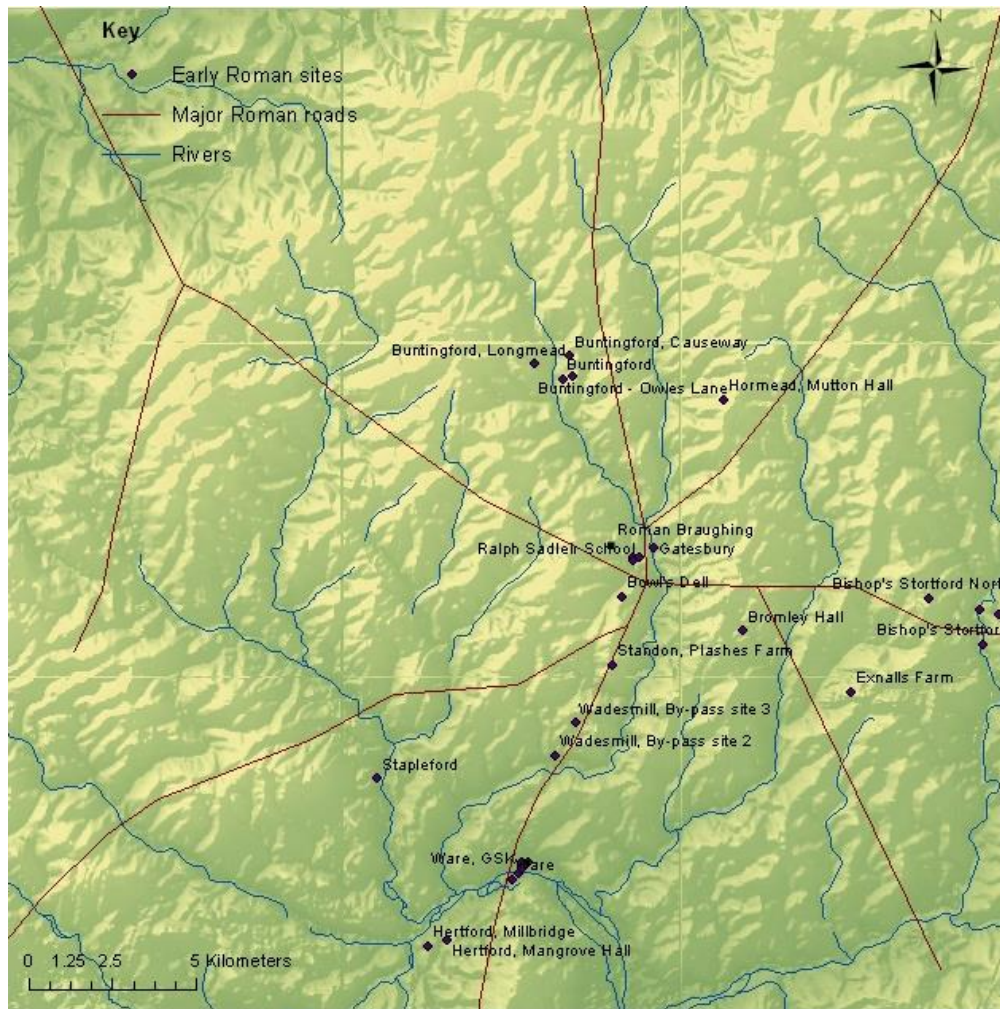 N
Key
Early Roman sites
Major Roman roads
Rivers
Buntingford, Causeway
Buntingford, Longmead
Buntingford
Buntingford - Owles Lane
Hormead, Mutton Hall
Roman Braughing
Ralph Sadleir School
Gatesbury
Bowl's Dell
Bishop's Stortford Nort
Bromley Hall
Bishop's Stortfor
Standon, Plashes Farm
Exnalls Farm
Wadesmill, By-pass site 3
Wadesmill, By-pass site 2
Stapleford
Ware, GSK
Ware
Hertford, Millbridge
Hertford, Mangrove Hall
0 1.25 2.5 5 Kilometers